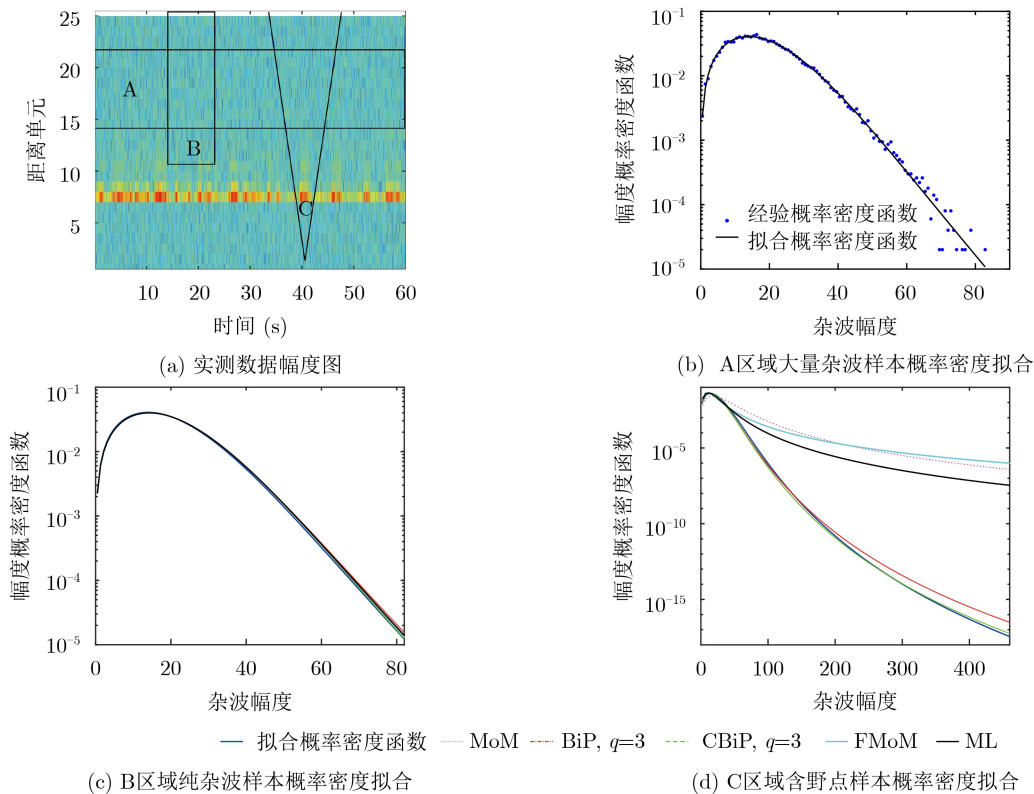 25
20
15
10
5
距离单元
A
B
C
10 20 30 40 50 60
时间 (s)
(a) 实测数据幅度图
10⁻¹
10⁻²
10⁻³
10⁻⁴
10⁻⁵
幅度概率密度函数
经验概率密度函数
拟合概率密度函数
0 20 40 60 80
杂波幅度
(b) A区域大量杂波样本概率密度拟合
10⁻¹
10⁻²
10⁻³
10⁻⁴
10⁻⁵
幅度概率密度函数
0 20 40 60 80
杂波幅度
10⁻⁵
10⁻¹⁰
10⁻¹⁵
幅度概率密度函数
0 100 200 300 400
杂波幅度
拟合概率密度函数 MoM BiP, q=3 CBiP, q=3 FMoM ML
(c) B区域纯杂波样本概率密度拟合
(d) C区域含野点样本概率密度拟合